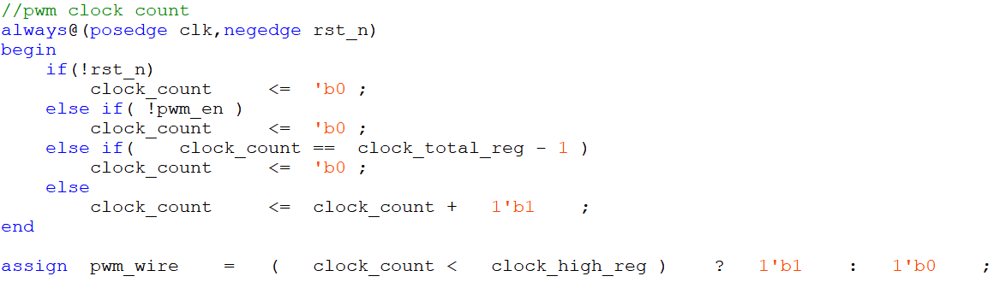 //pwm clock count
always@(posedge clk,negedge rst_n)
begin
    if(!rst_n)
        clock_count     <=  'b0 ;
    else if( !pwm_en )
        clock_count     <=  'b0 ;
    else if(    clock_count ==  clock_total_reg - 1 )
        clock_count     <=  'b0 ;
    else
        clock_count     <=  clock_count +   1'b1    ;
end

assign  pwm_wire    =   (   clock_count <   clock_high_reg )    ?   1'b1    :   1'b0    ;